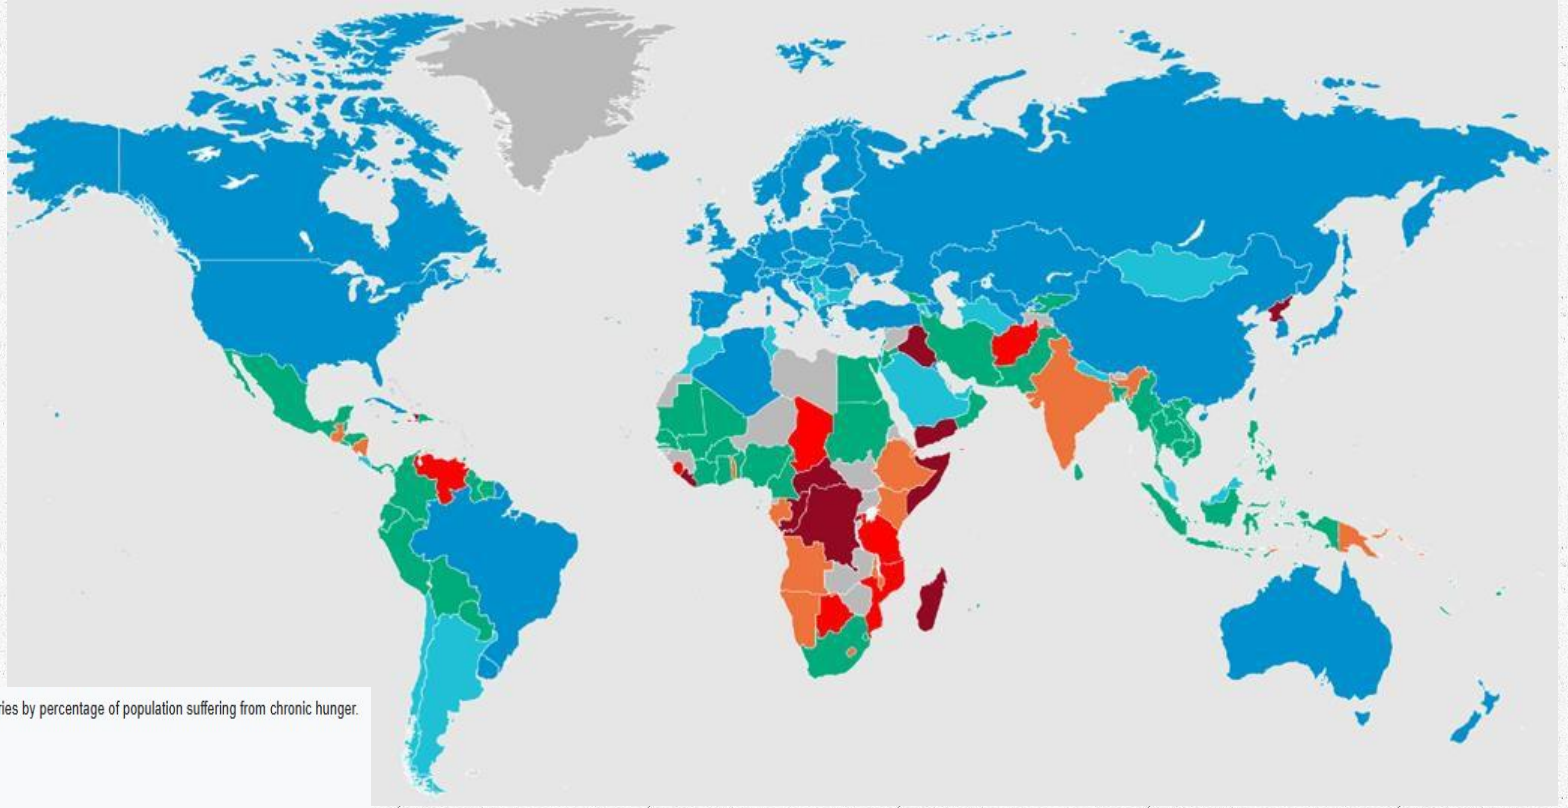 ries by percentage of population suffering from chronic hunger.